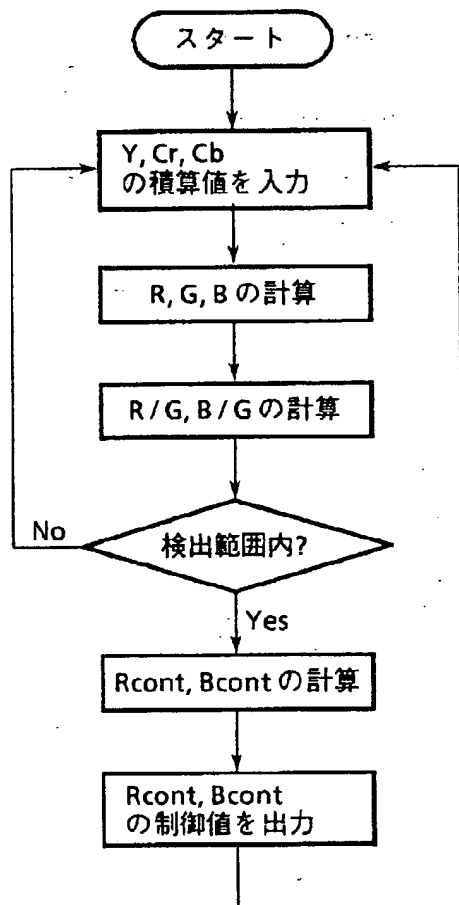 スタート
Y, Cr, Cb
の積算値を入力
R, G, B の計算
R / G, B / G の計算
検出範囲内?
No
Yes
Rcont, Bcont の計算
Rcont, Bcont
の制御値を出力